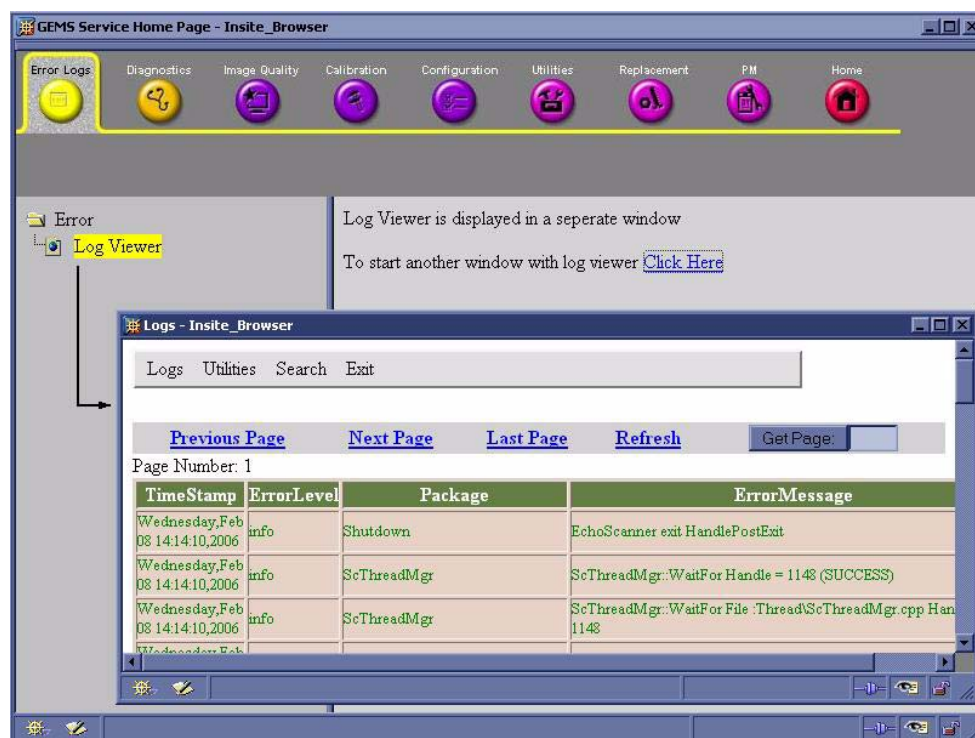 GEMS Service Home Page - Insite_Browser
Error Logs Diagnostics Image Quality Calibration Configuration Utilities Replacement PM Home
Error
Log Viewer
Log Viewer is displayed in a seperate window
To start another window with log viewer Click Here
Logs - Insite_Browser
Logs Utilities Search Exit
Previous Page Next Page Last Page Refresh Get Page:
Page Number: 1
TimeStamp ErrorLevel Package ErrorMessage
Wednesday,Feb
08 14:14:10,2006 info Shutdown EchoScanner exit HandlePostExit
Wednesday,Feb
08 14:14:10,2006 info ScThreadMgr ScThreadMgr::WaitFor Handle = 1148 (SUCCESS)
Wednesday,Feb ScThreadMgr::WaitFor File :Thread\ScThreadMgr.cpp Han
08 14:14:10,2006 info ScThreadMgr 1148
Wednesday,Feb